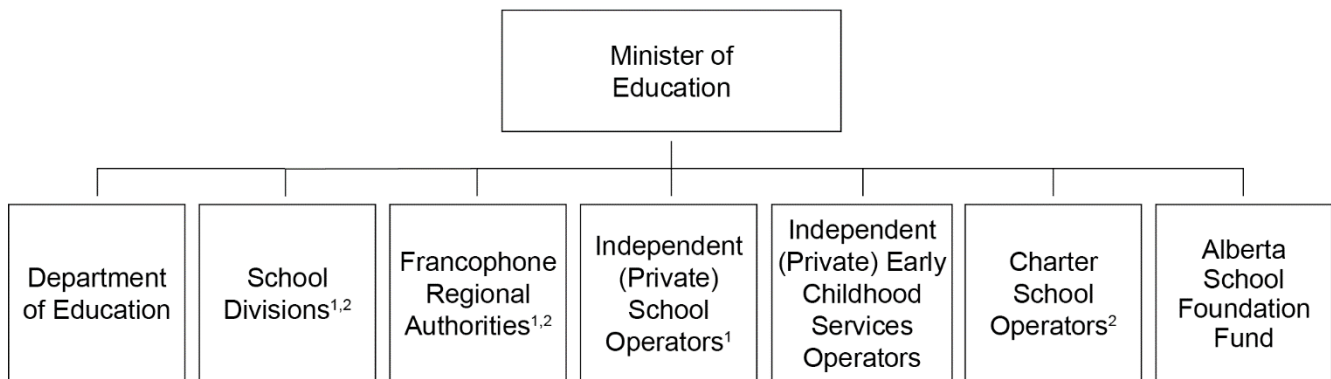 Minister of
Education
Department
of Education
School
Divisions¹,²
Francophone
Regional
Authorities¹,²
Independent
(Private)
School
Operators¹
Independent
(Private) Early
Childhood
Services
Operators
Charter
School
Operators²
Alberta
School
Foundation
Fund